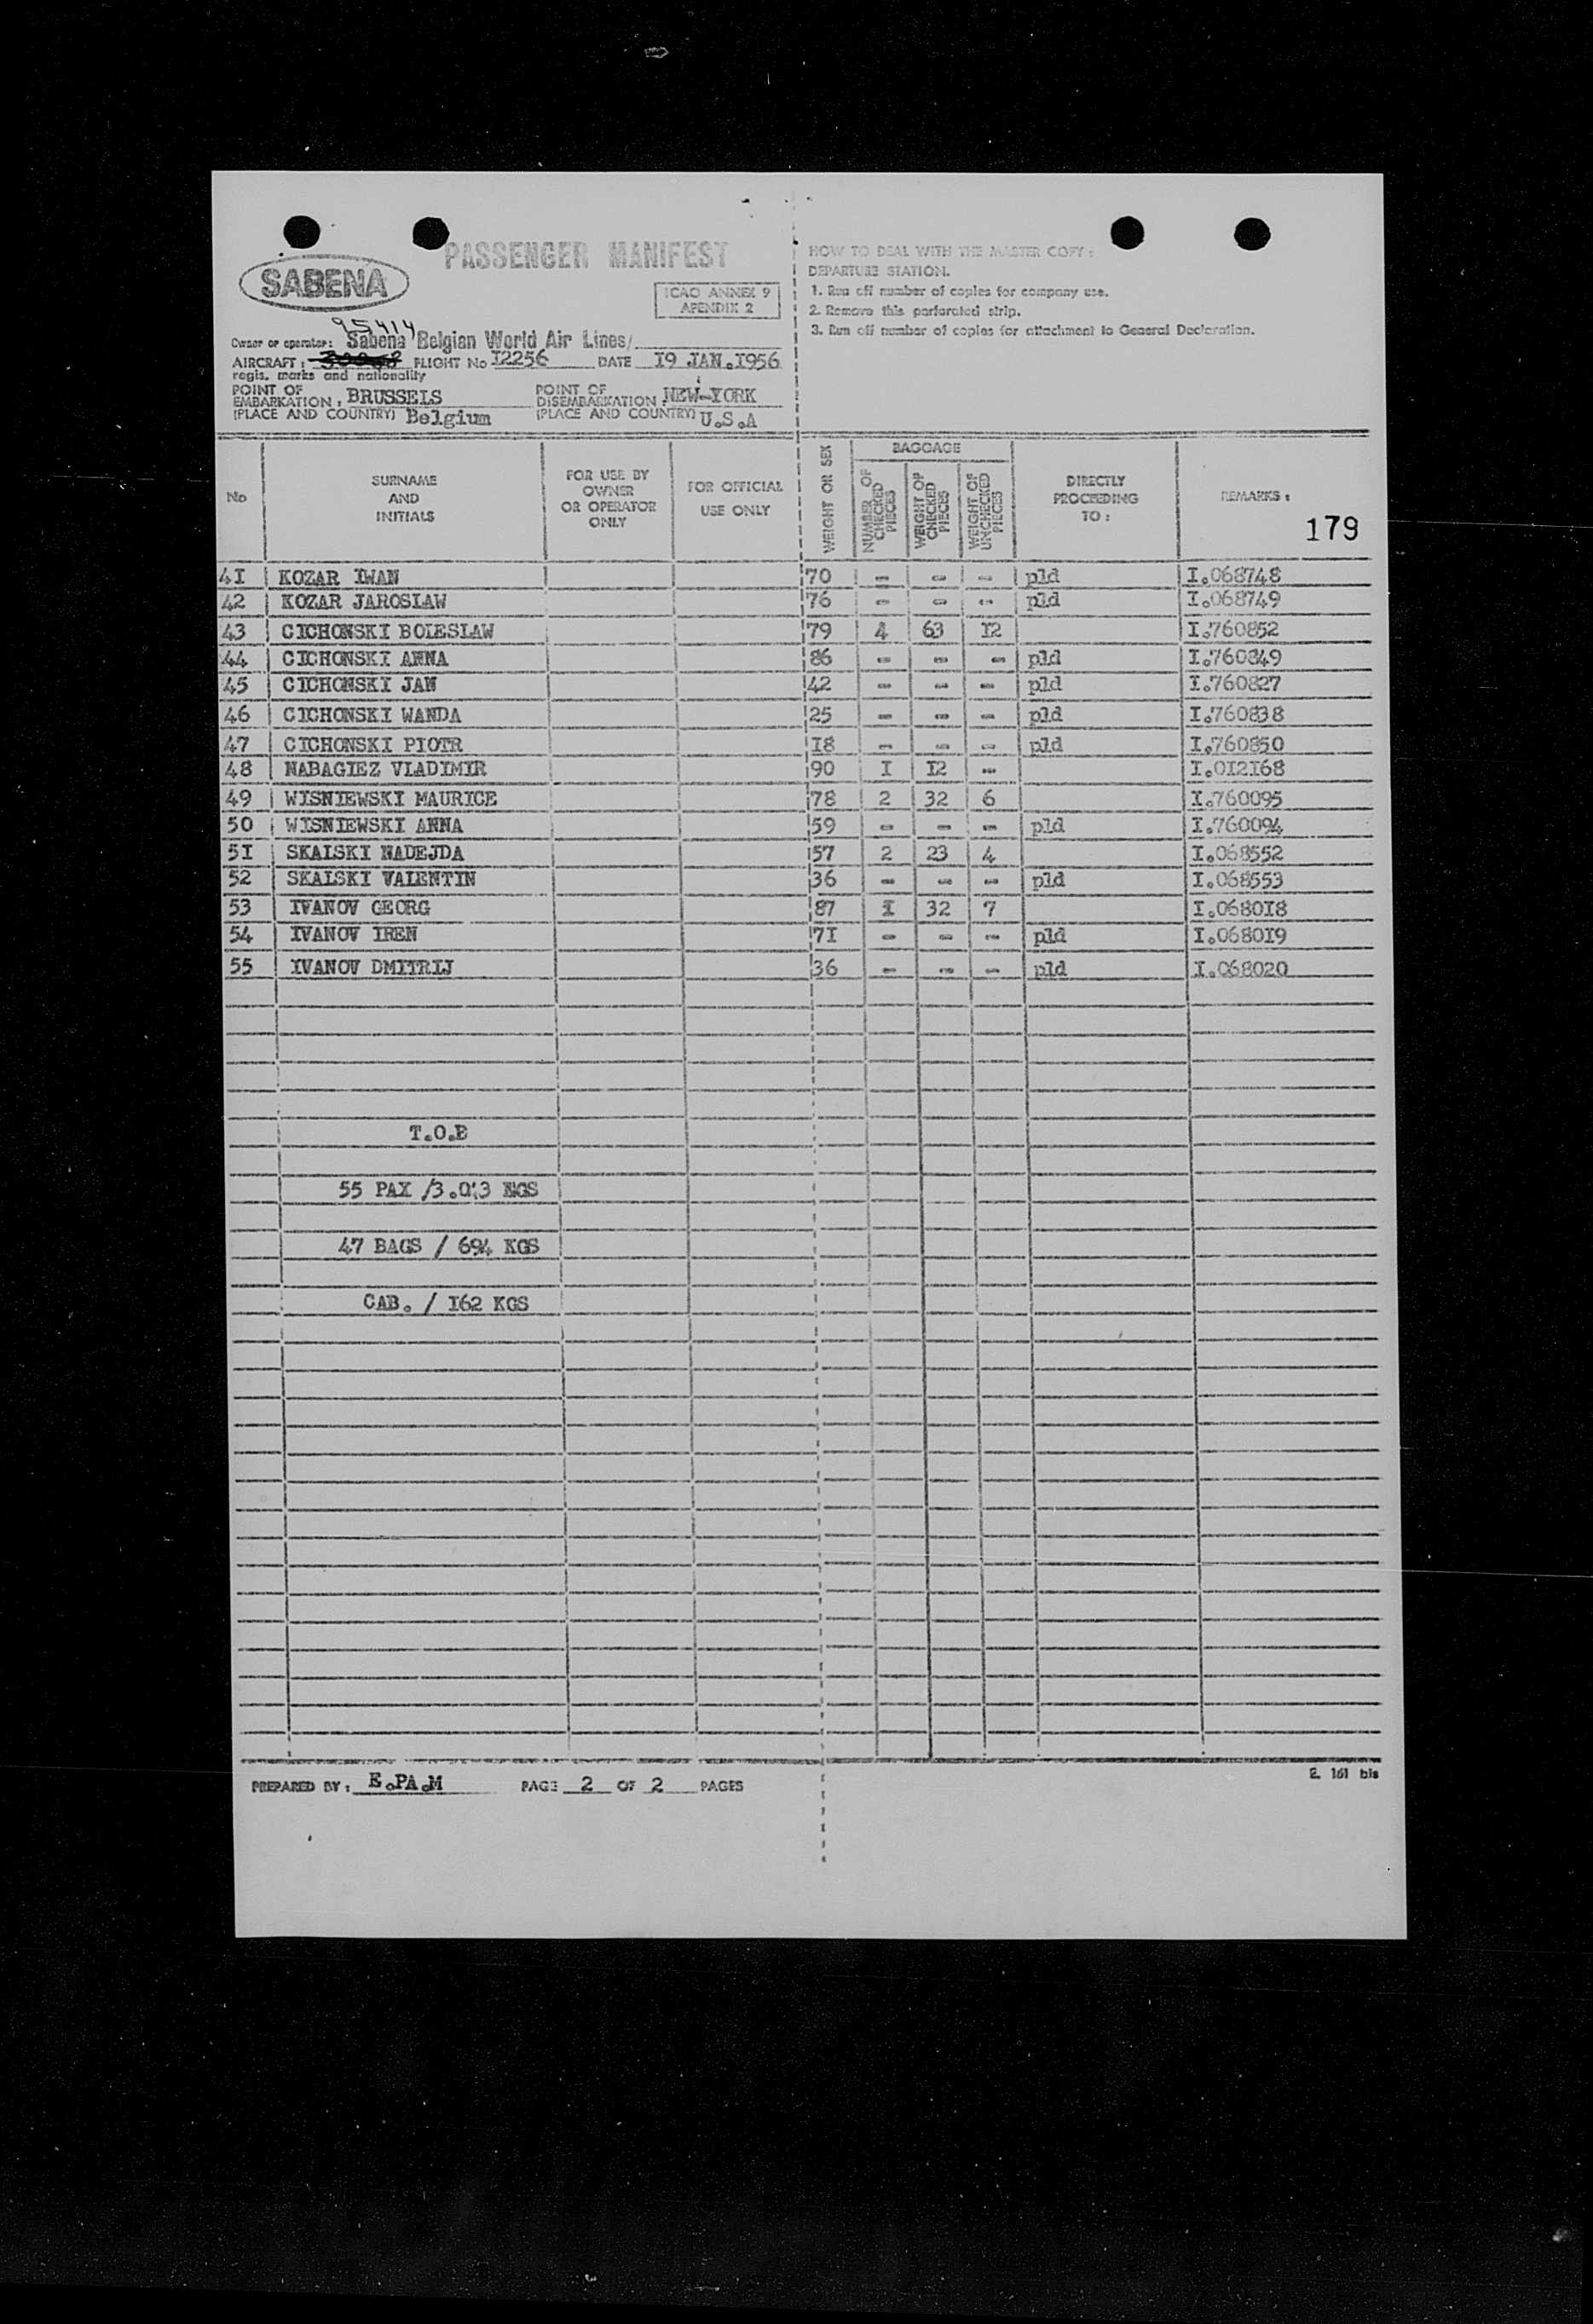 PASSENGER MANIFEST
SABENA
ICAO ANNEX 9
APENDIX 2
95414
Owner or operator: Sabena Belgian World Air Lines/
AIRCRAFT: FLIGHT No I2256 DATE I9 JAN.I956
regis. marks and nationality
POINT OF EMBARKATION: BRUSSELS POINT OF DISEMBARKATION: NEW-YORK
(PLACE AND COUNTRY) Belgium (PLACE AND COUNTRY) U.S.A
HOW TO DEAL WITH THE MASTER COPY:
DEPARTURE STATION.
1. Run off number of copies for company use.
2. Remove this perforated strip.
3. Run off number of copies for attachment to General Declaration.
No SURNAME AND INITIALS FOR USE BY OWNER OR OPERATOR ONLY FOR OFFICIAL USE ONLY WEIGHT OR SEX BAGGAGE NUMBER OF CHECKED PIECES WEIGHT OF CHECKED PIECES WEIGHT OF UNCHECKED PIECES DIRECTLY PROCEEDING TO: REMARKS:
179
4I KOZAR IWAN 70 - - - pld I.068748
42 KOZAR JAROSLAW 76 - - - pld I.068749
43 CICHONSKI BOLESLAW 79 4 63 I2 I.760852
44 CICHONSKI ANNA 86 - - - pld I.760849
45 CICHONSKI JAN 42 - - - pld I.760827
46 CICHONSKI WANDA 25 - - - pld I.760838
47 CICHONSKI PIOTR I8 - - - pld I.760850
48 NABAGIEZ VLADIMIR 90 I I2 - I.0I2I68
49 WISNIEWSKI MAURICE 78 2 32 6 I.760095
50 WISNIEWSKI ANNA 59 - - - pld I.760094
5I SKALSKI NADEJDA 57 2 23 4 I.068552
52 SKALSKI VALENTIN 36 - - - pld I.068553
53 IVANOV GEORG 87 I 32 7 I.0680I8
54 IVANOV IREN 7I - - - pld I.0680I9
55 IVANOV DMITRIJ 36 - - - pld I.068020
T.O.B
55 PAX / KGS
47 BAGS / 694 KGS
CAB. / I62 KGS
PREPARED BY: E.PA.M PAGE 2 OF 2 PAGES
E. 161 bis